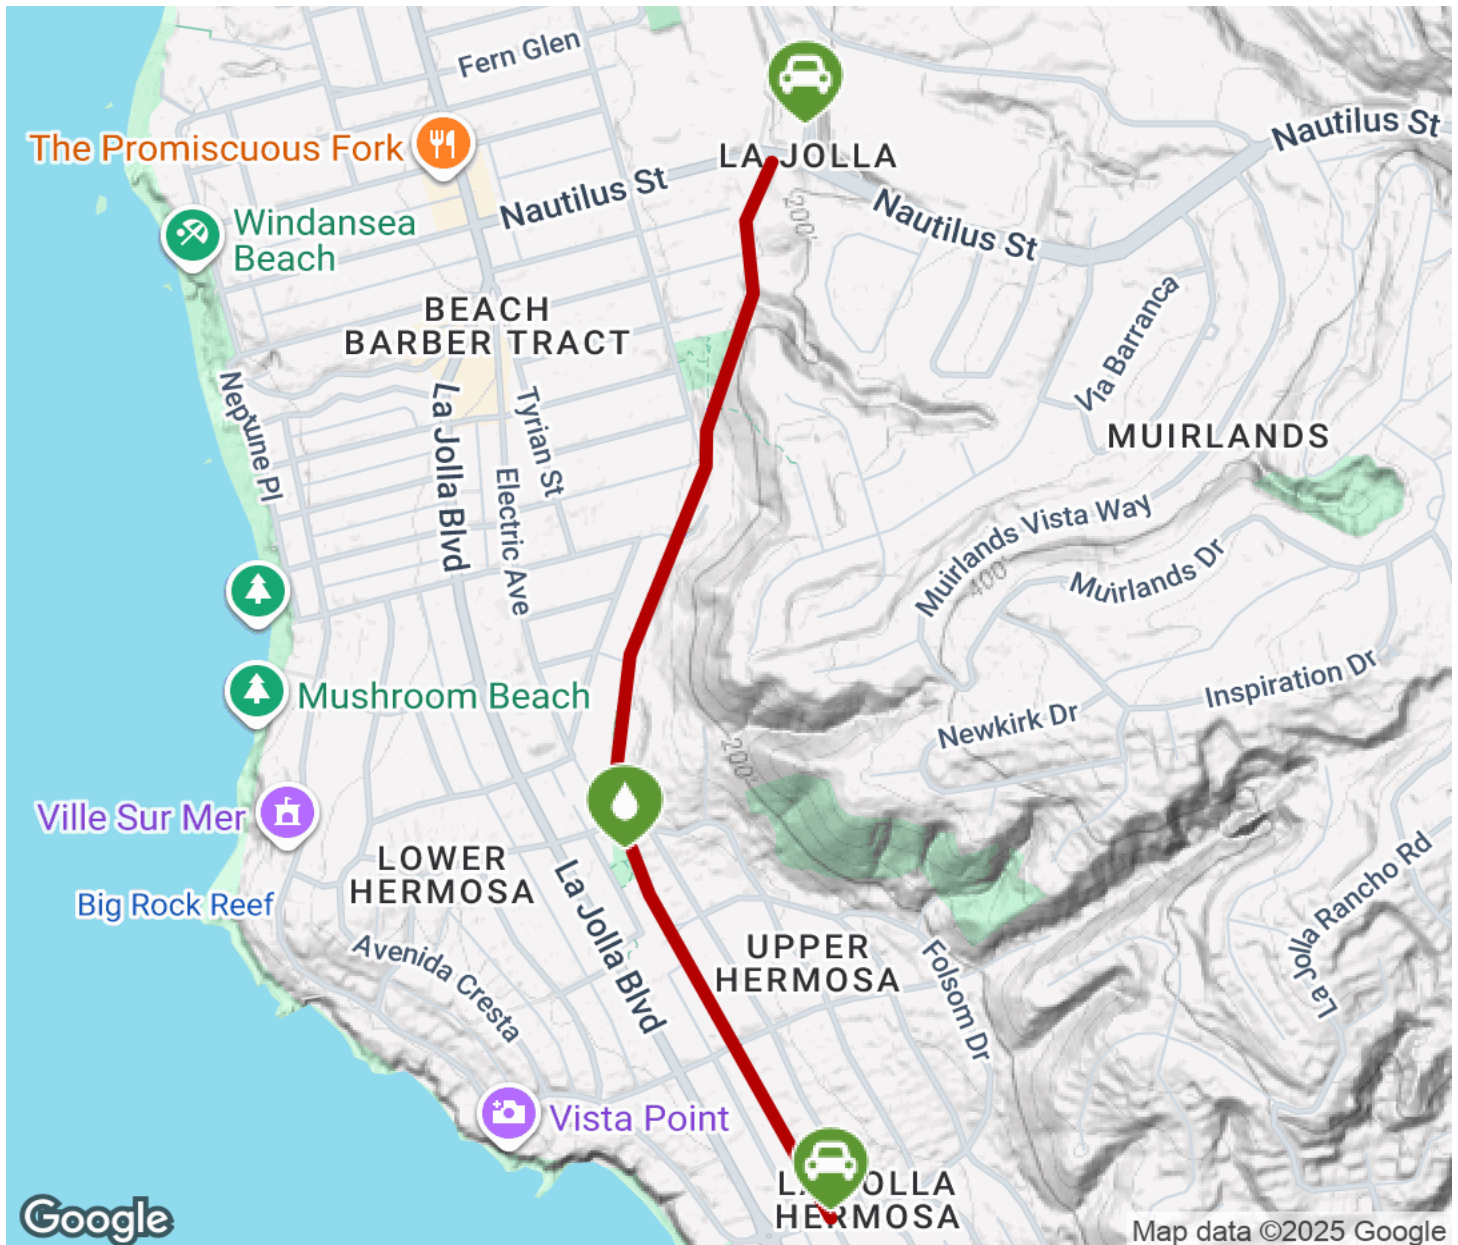 Fern Glen
The Promiscuous Fork
LA JOLLA
Nautilus St
Nautilus St
Nautilus St
200'
Windansea
Beach
BEACH
BARBER TRACT
Via Barranca
Neptune Pl
La Jolla Blvd
Tyrian St
Electric Ave
MUIRLANDS
Muirlands Vista Way
400'
Muirlands Dr
Mushroom Beach
Inspiration Dr
Newkirk Dr
200'
Ville Sur Mer
LOWER
HERMOSA
Big Rock Reef
La Jolla Blvd
Avenida Cresta
UPPER
HERMOSA
Folsom Dr
La Jolla Rancho Rd
Vista Point
LA JOLLA
HERMOSA
Google
Map data ©2025 Google